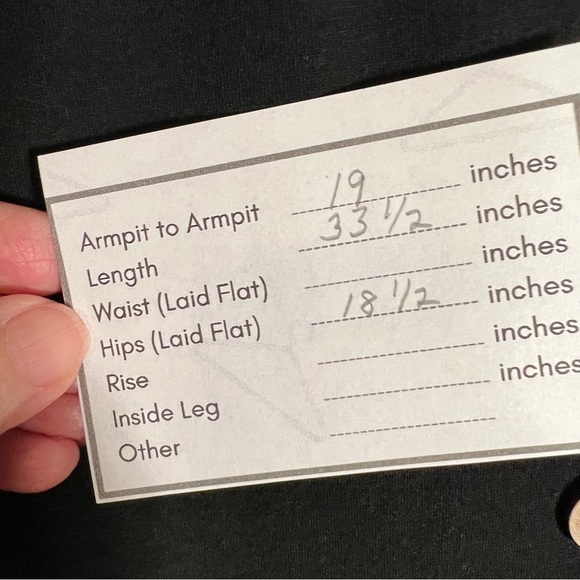 Armpit to Armpit 19 inches
Length 33 1/2 inches
Waist (Laid Flat) inches
Hips (Laid Flat) 18 1/2 inches
Rise inches
Inside Leg inches
Other